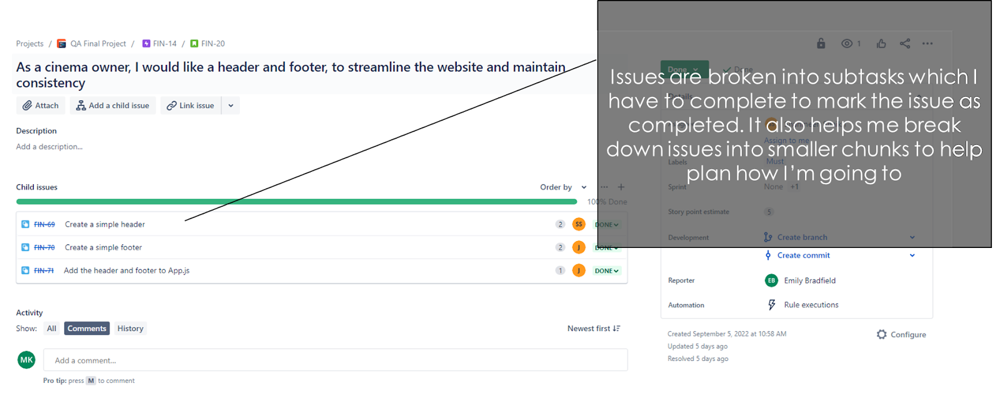 Projects / QA Final Project / FIN-14 / FIN-20
1
As a cinema owner, I would like a header and footer, to streamline the website and maintain
consistency
Attach
Add a child issue
Link issue
Description
Add a description...
Child issues
Order by
100% Done
FIN-69 Create a simple header 2 SS DONE
FIN-70 Create a simple footer 2 J DONE
FIN-71 Add the header and footer to App.js 1 J DONE
Activity
Show: All Comments History
Newest first
MK
Add a comment...
Pro tip: press M to comment
Issues are broken into subtasks which I
have to complete to mark the issue as
completed. It also helps me break
down issues into smaller chunks to help
plan how I'm going to
Done
Done
Details
Assign to me
Labels
Must
Sprint
None +1
Story point estimate
5
Development
Create branch
Create commit
Reporter
EB Emily Bradfield
Automation
Rule executions
Created September 5, 2022 at 10:58 AM
Updated 5 days ago
Resolved 5 days ago
Configure